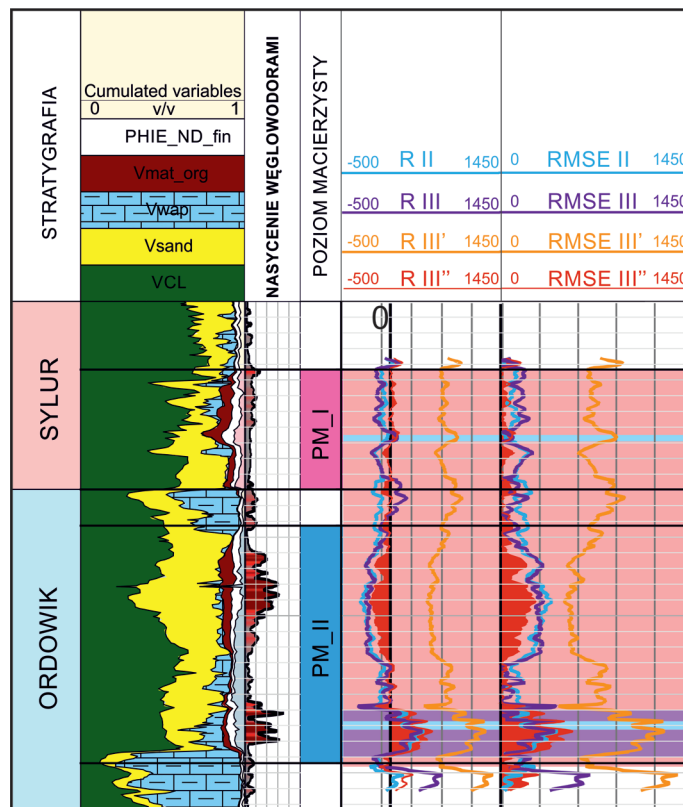 STRATYGRAFIA
Cumulated variables
0 v/v 1
PHIE_ND_fin
Vmat_org
Vwap
Vsand
VCL
NASYCENIE WĘGLOWODORAMI
POZIOM MACIERZYSTY
-500 R II 1450 0 RMSE II 1450
-500 R III 1450 0 RMSE III 1450
-500 R III' 1450 0 RMSE III' 1450
-500 R III'' 1450 0 RMSE III'' 1450
0
SYLUR
PM_I
ORDOWIK
PM_II